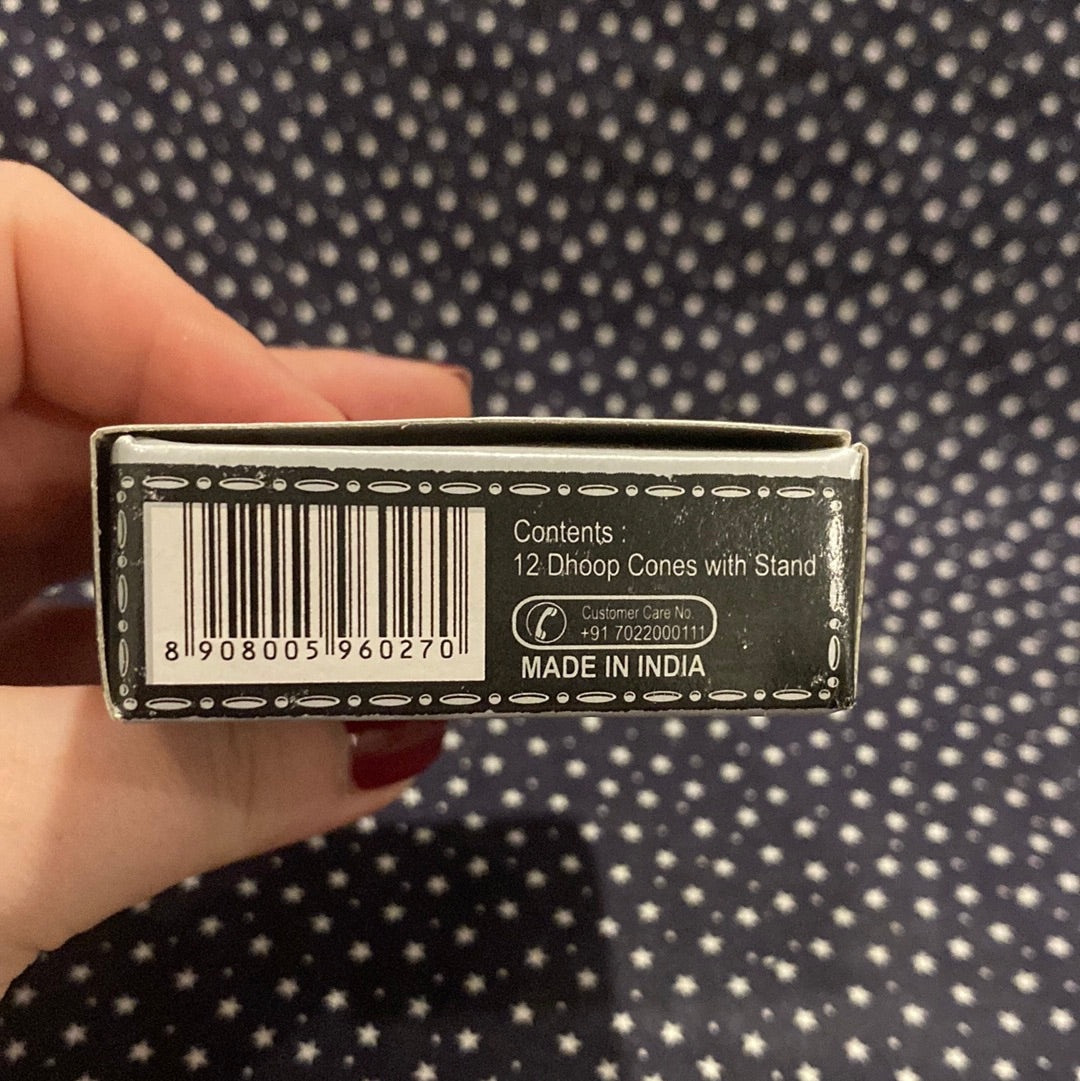 8 908005 960270
Contents :
12 Dhoop Cones with Stand
Customer Care No.
+91 7022000111
MADE IN INDIA